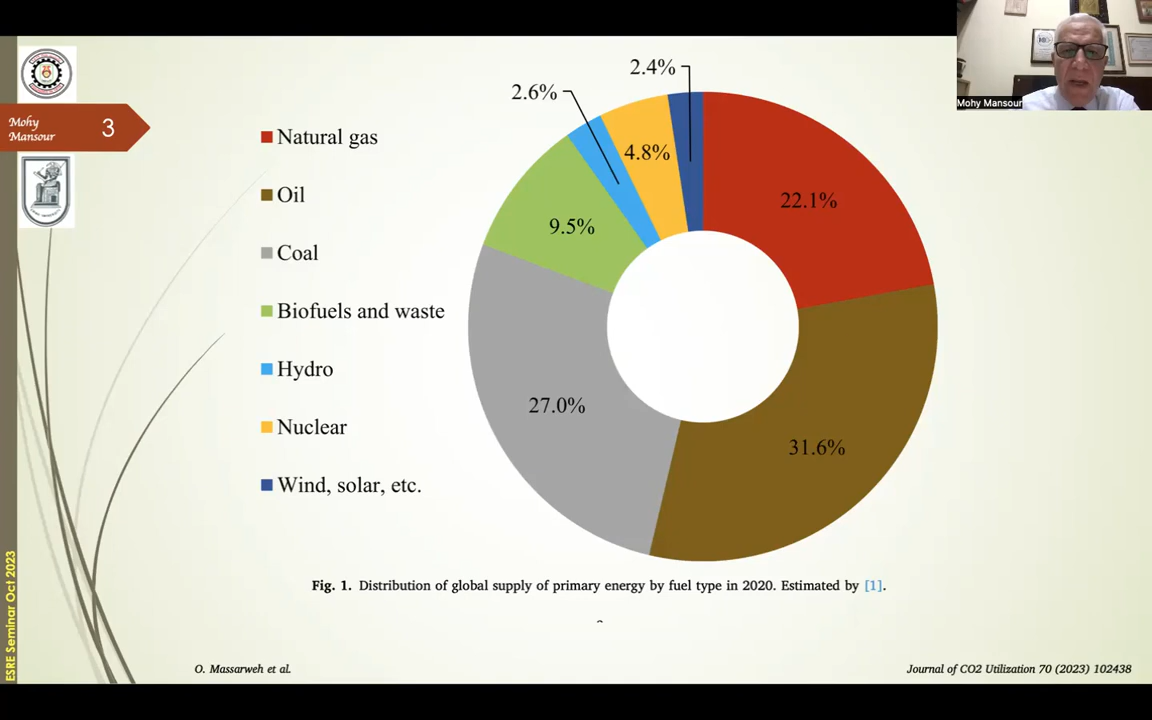 Mohy Mansour
Mohy
Mansour
3
Natural gas
Oil
Coal
Biofuels and waste
Hydro
Nuclear
Wind, solar, etc.
2.4%
2.6%
4.8%
22.1%
9.5%
27.0%
31.6%
Fig. 1. Distribution of global supply of primary energy by fuel type in 2020. Estimated by [1].
ESRE Seminar Oct 2023
O. Massarweh et al.
Journal of CO2 Utilization 70 (2023) 102438